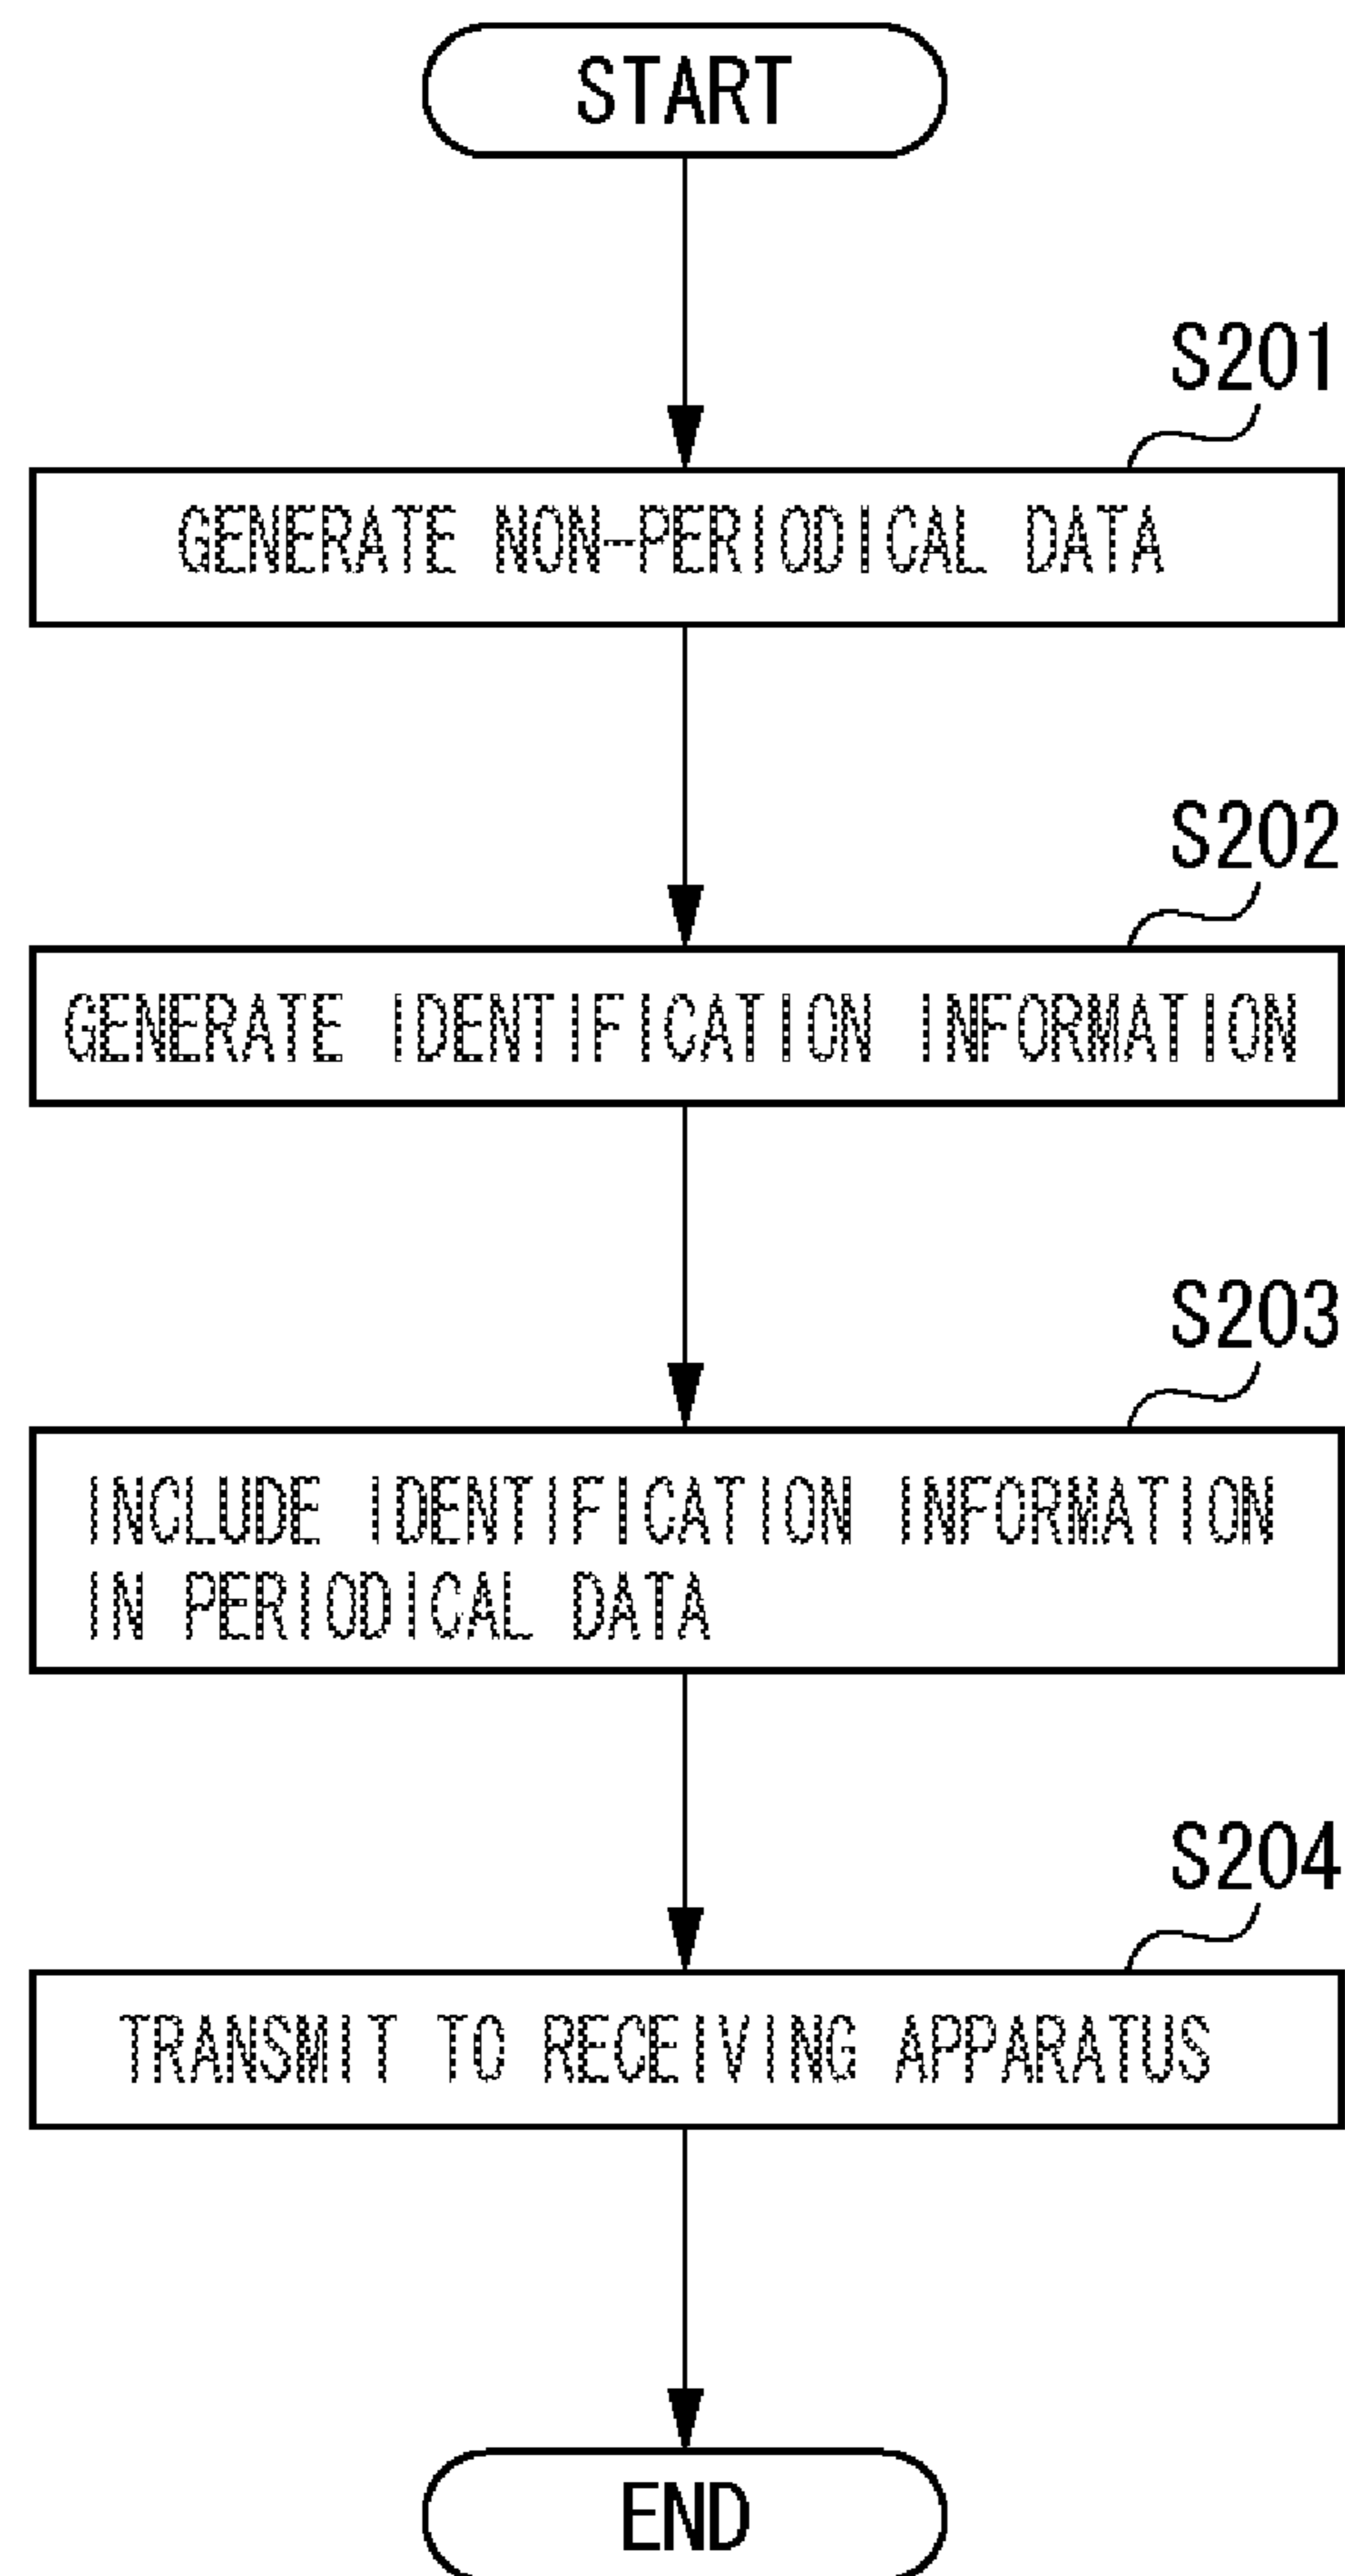 START
S201
GENERATE NON-PERIODICAL DATA
S202
GENERATE IDENTIFICATION INFORMATION
S203
INCLUDE IDENTIFICATION INFORMATION
IN PERIODICAL DATA
S204
TRANSMIT TO RECEIVING APPARATUS
END